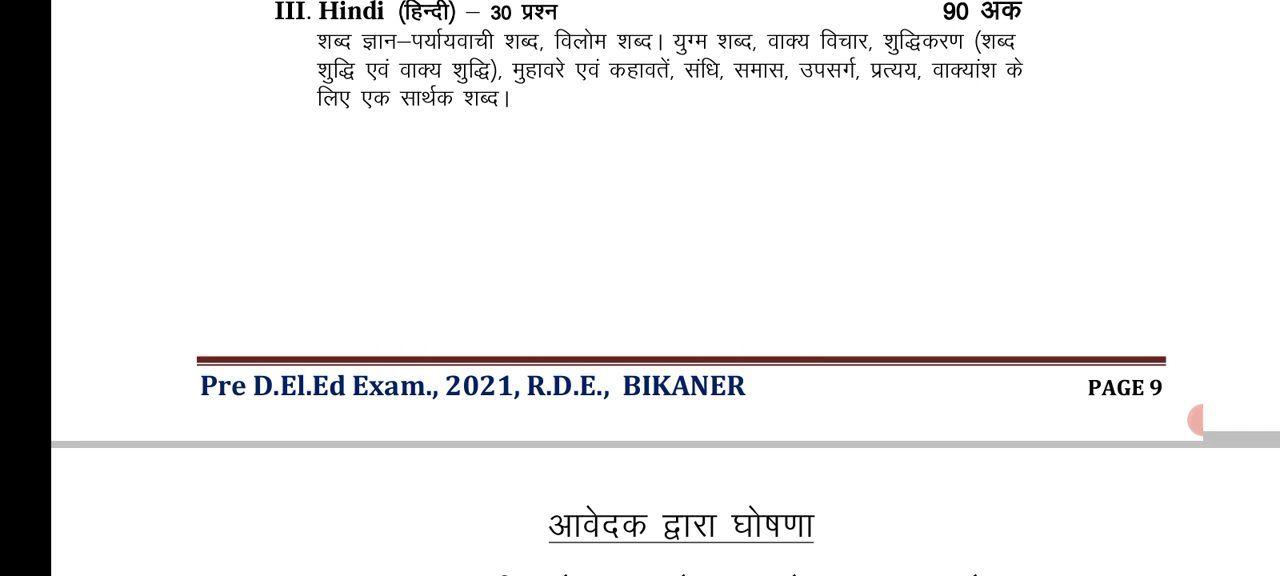 III. Hindi (हिन्दी) – 30 प्रश्न 90 अंक
शब्द ज्ञान–पर्यायवाची शब्द, विलोम शब्द। युग्म शब्द, वाक्य विचार, शुद्धिकरण (शब्द
शुद्धि एवं वाक्य शुद्धि), मुहावरे एवं कहावतें, संधि, समास, उपसर्ग, प्रत्यय, वाक्यांश के
लिए एक सार्थक शब्द।
Pre D.El.Ed Exam., 2021, R.D.E., BIKANER PAGE 9
आवेदक द्वारा घोषणा